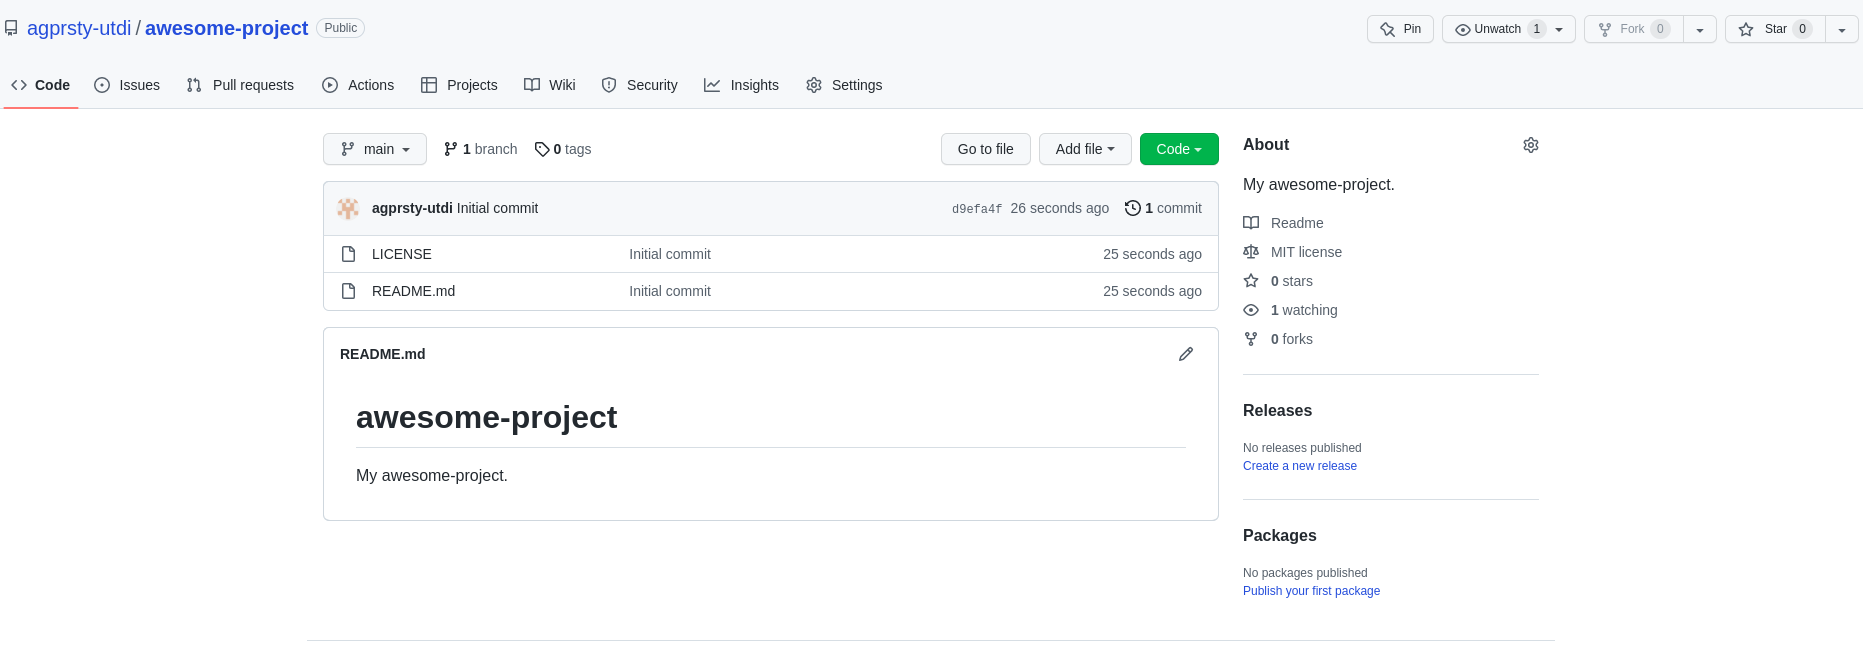 agprsty-utdi / awesome-project Public
Pin
Unwatch 1
Fork 0
Star 0
Code Issues Pull requests Actions Projects Wiki Security Insights Settings
main 1 branch 0 tags Go to file Add file Code
agprsty-utdi Initial commit d9efa4f 26 seconds ago 1 commit
LICENSE Initial commit 25 seconds ago
README.md Initial commit 25 seconds ago
README.md
awesome-project
My awesome-project.
About
My awesome-project.
Readme
MIT license
0 stars
1 watching
0 forks
Releases
No releases published
Create a new release
Packages
No packages published
Publish your first package